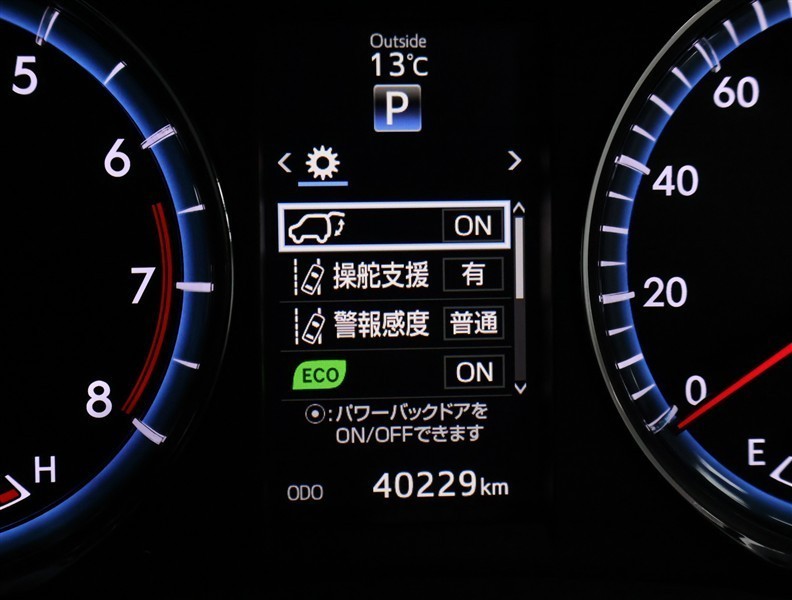 Outside
13°C
P
ON
操舵支援 有
警報感度 普通
ECO ON
⦿:パワーバックドアを
ON/OFFできます
ODO 40229km
5
6
7
8
H
60
40
20
0
E